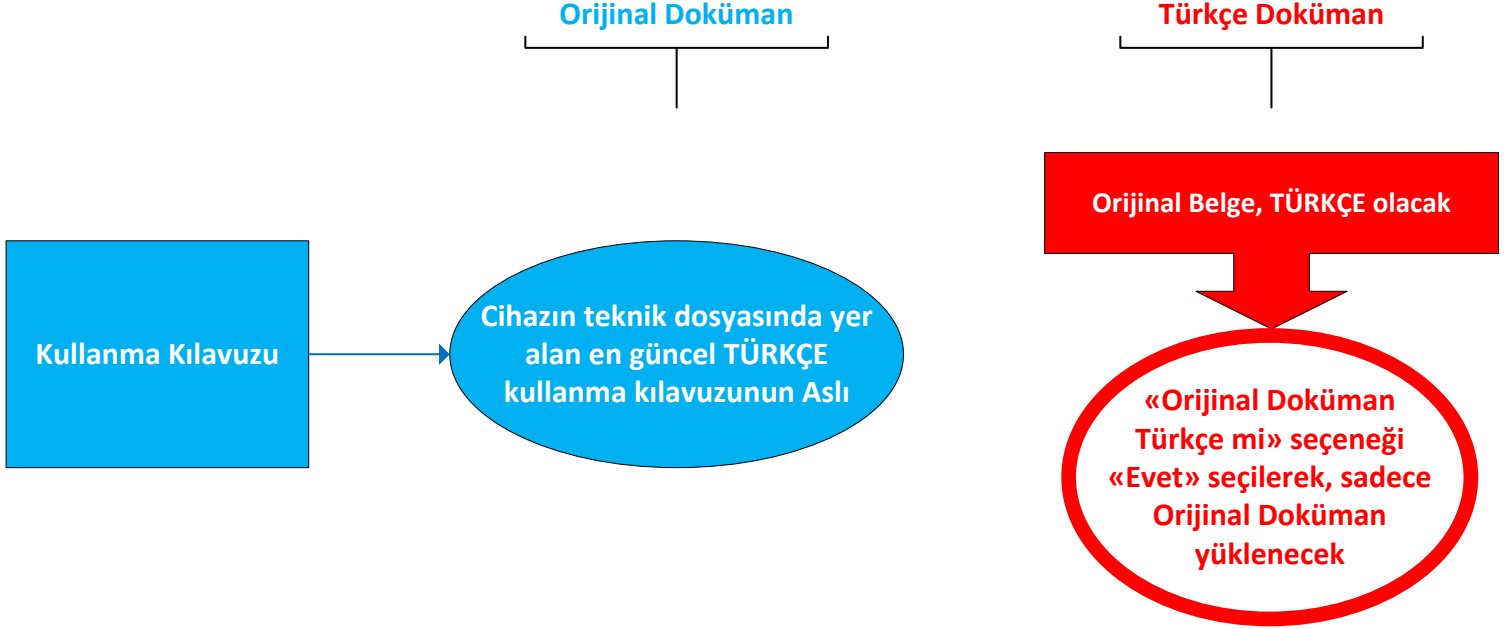 Orijinal Doküman
Türkçe Doküman
Orijinal Belge, TÜRKÇE olacak
Kullanma Kılavuzu
Cihazın teknik dosyasında yer
alan en güncel TÜRKÇE
kullanma kılavuzunun Aslı
«Orijinal Doküman
Türkçe mi» seçeneği
«Evet» seçilerek, sadece
Orijinal Doküman
yüklenecek